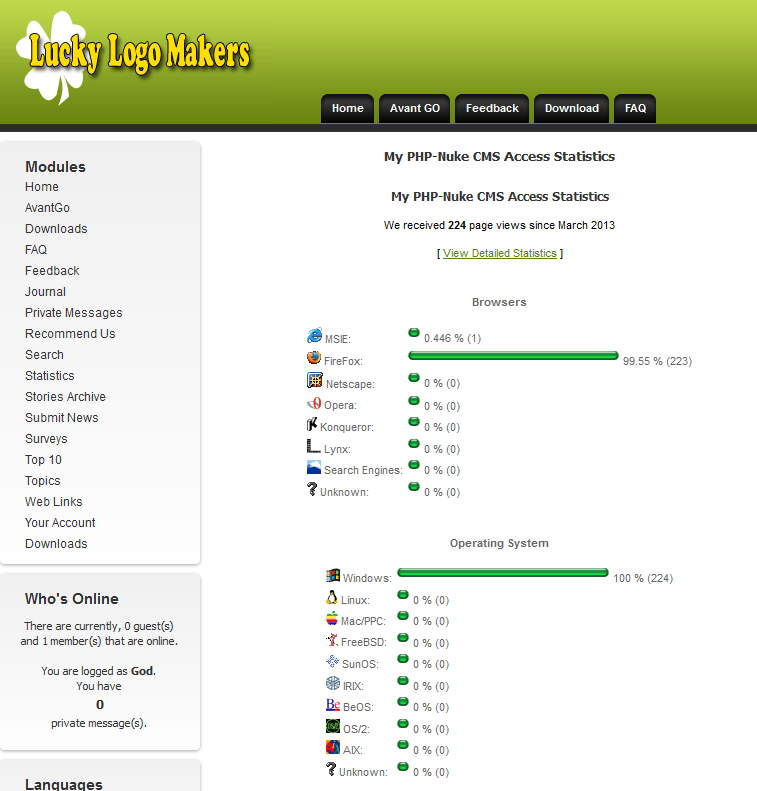 Lucky Logo Makers
Home Avant GO Feedback Download FAQ
Modules
Home
AvantGo
Downloads
FAQ
Feedback
Journal
Private Messages
Recommend Us
Search
Statistics
Stories Archive
Submit News
Surveys
Top 10
Topics
Web Links
Your Account
Downloads
Who's Online
There are currently, 0 guest(s)
and 1 member(s) that are online.
You are logged as God.
You have
0
private message(s).
Languages
My PHP-Nuke CMS Access Statistics
My PHP-Nuke CMS Access Statistics
We received 224 page views since March 2013
[ View Detailed Statistics ]
Browsers
MSIE: 0.446 % (1)
FireFox: 99.55 % (223)
Netscape: 0 % (0)
Opera: 0 % (0)
Konqueror: 0 % (0)
Lynx: 0 % (0)
Search Engines: 0 % (0)
Unknown: 0 % (0)
Operating System
Windows: 100 % (224)
Linux: 0 % (0)
Mac/PPC: 0 % (0)
FreeBSD: 0 % (0)
SunOS: 0 % (0)
IRIX: 0 % (0)
Be BeOS: 0 % (0)
OS/2: 0 % (0)
AIX: 0 % (0)
Unknown: 0 % (0)